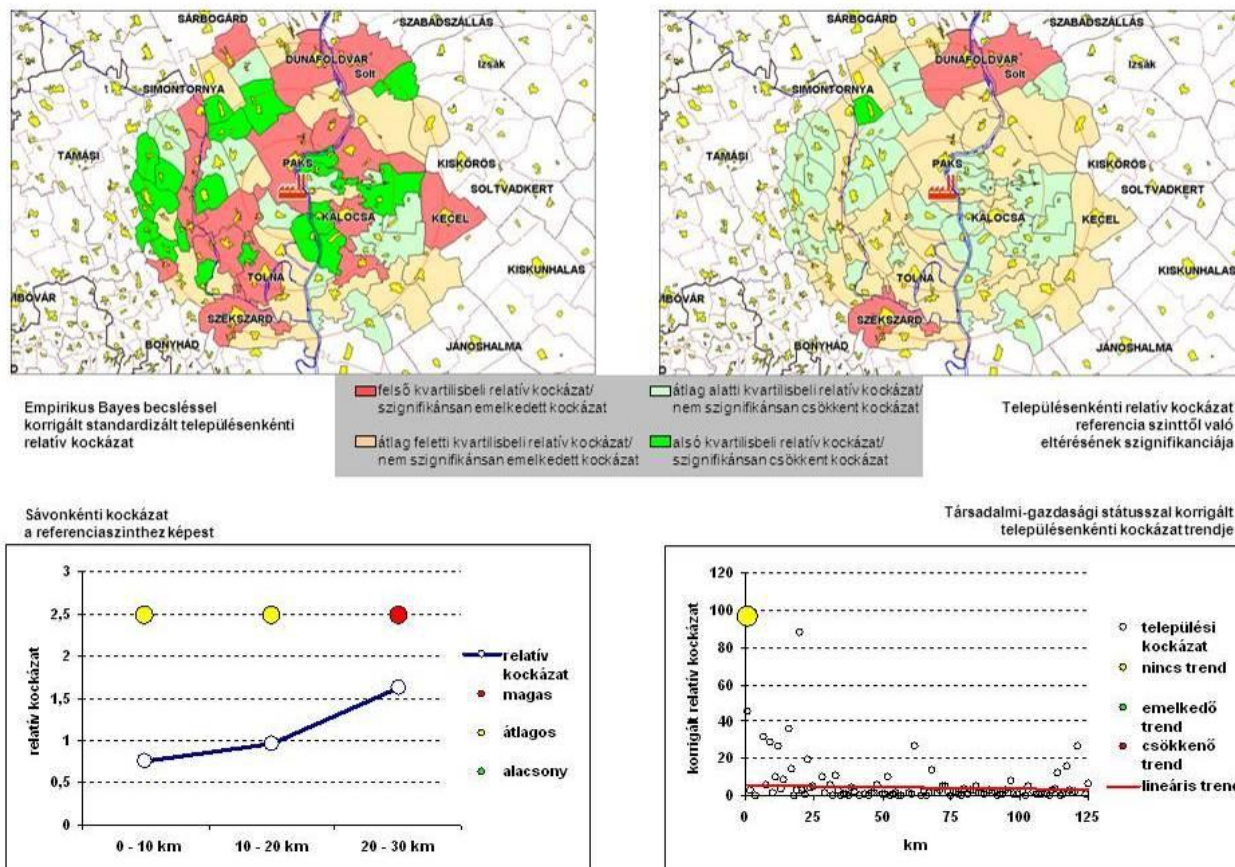 SÁRBOGÁRD
SZABADSZÁLLÁS
DUNAFÖLDVÁR
Solt
Izsák
SIMONTORNYA
TAMÁSI
PAKS
KISKŐRÖS
SOLTVADKERT
KALOCSA
KECEL
TOLNA
KISKUNHALAS
MBOVÁR
SZEKSZÁRD
BONYHÁD
JÁNOSHALMA
SÁRBOGÁRD
SZABADSZÁLLÁS
DUNAFÖLDVÁR
Solt
Izsák
SIMONTORNYA
TAMÁSI
PAKS
KISKŐRÖS
SOLTVADKERT
KALOCSA
KECEL
TOLNA
KISKUNHALAS
MBOVÁR
SZEKSZÁRD
BONYHÁD
JÁNOSHALMA
Empirikus Bayes becsléssel
korrigált standardizált településenkénti
relatív kockázat
felső kvartilisbeli relatív kockázat/
szignifikánsan emelkedett kockázat
átlag feletti kvartilisbeli relatív kockázat/
nem szignifikánsan emelkedett kockázat
átlag alatti kvartilisbeli relatív kockázat/
nem szignifikánsan csökkent kockázat
alsó kvartilisbeli relatív kockázat/
szignifikánsan csökkent kockázat
Településenkénti relatív kockázat
referencia szinttől való
eltérésének szignifikanciája
Sávonkénti kockázat
a referenciaszinthez képest
3
2,5
2
1,5
1
0,5
0
relatív kockázat
0 - 10 km
10 - 20 km
20 - 30 km
relatív
kockázat
magas
átlagos
alacsony
Társadalmi-gazdasági státusszal korrigált
településenkénti kockázat trendje
120
100
80
60
40
20
0
korrigált relatív kockázat
0
25
50
75
100
125
km
települési
kockázat
nincs trend
emelkedő
trend
csökkenő
trend
lineáris trend